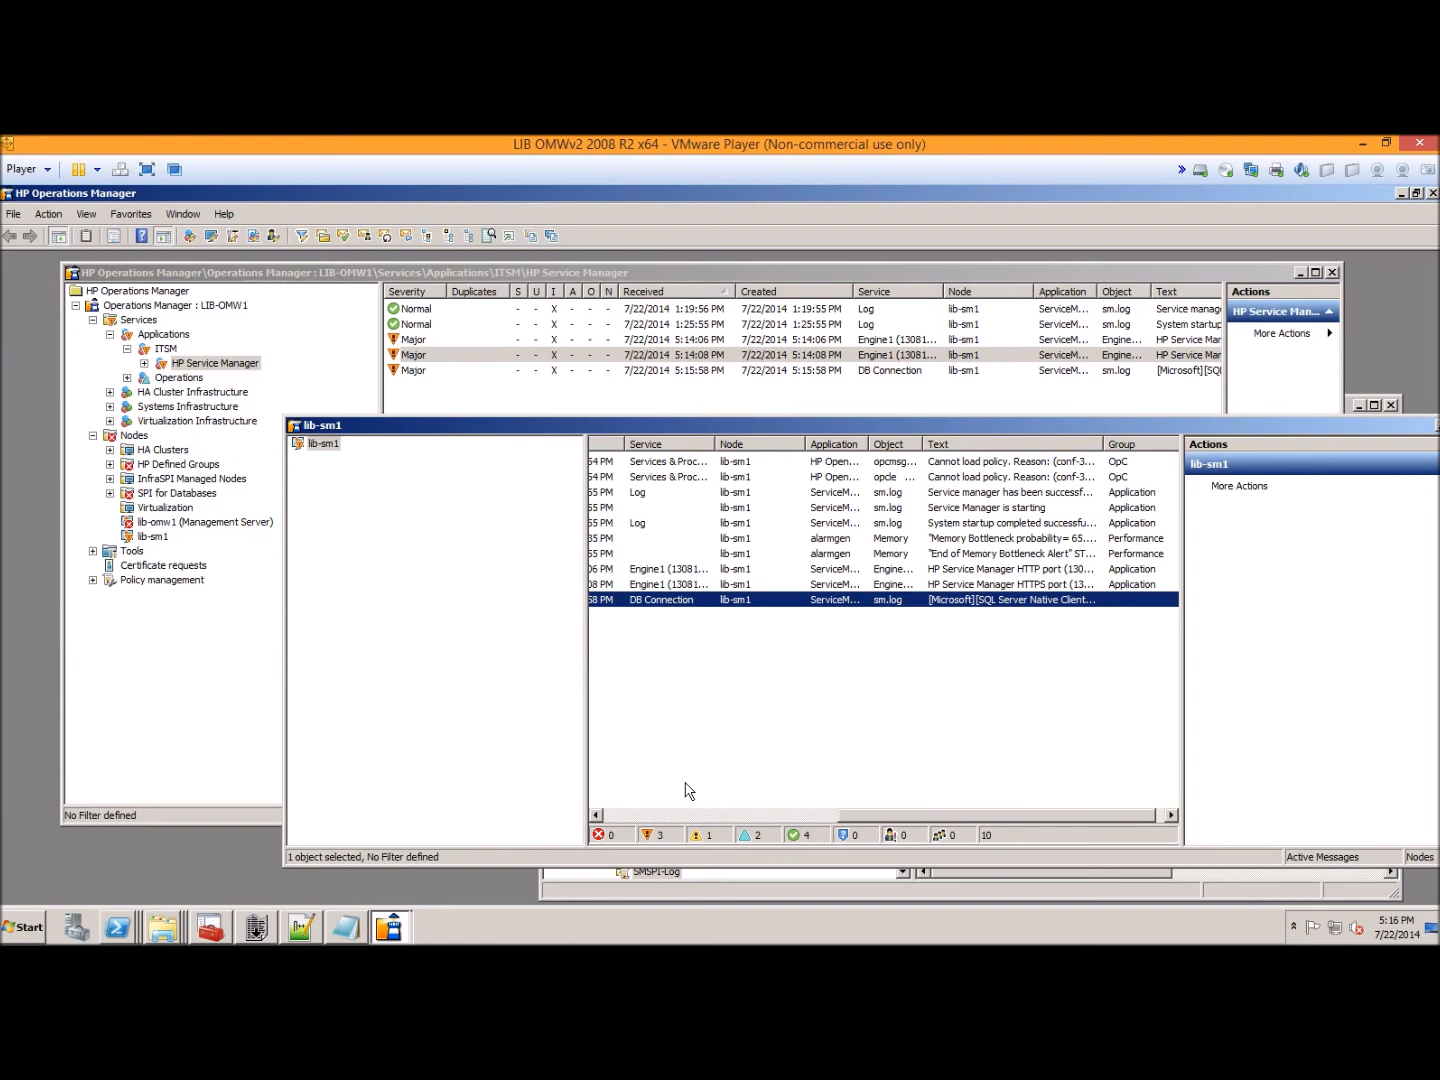 LIB OMWv2 2008 R2 x64 - VMware Player (Non-commercial use only)
Player
HP Operations Manager
File Action View Favorites Window Help
HP Operations Manager\Operations Manager : LIB-OMW1\Services\Applications\ITSM\HP Service Manager
HP Operations Manager
Operations Manager : LIB-OMW1
Services
Applications
ITSM
HP Service Manager
Operations
HA Cluster Infrastructure
Systems Infrastructure
Virtualization Infrastructure
Nodes
HA Clusters
HP Defined Groups
InfraSPI Managed Nodes
SPI for Databases
Virtualization
lib-omw1 (Management Server)
lib-sm1
Tools
Certificate requests
Policy management
No Filter defined
Severity Duplicates S U I A O N Received Created Service Node Application Object Text
Normal - - X - - - 7/22/2014 1:19:56 PM 7/22/2014 1:19:55 PM Log lib-sm1 ServiceM... sm.log Service manag
Normal - - X - - - 7/22/2014 1:25:55 PM 7/22/2014 1:25:55 PM Log lib-sm1 ServiceM... sm.log System startup
Major - - X - - - 7/22/2014 5:14:06 PM 7/22/2014 5:14:06 PM Engine1 (13081... lib-sm1 ServiceM... Engine... HP Service Mar
Major - - X - - - 7/22/2014 5:14:08 PM 7/22/2014 5:14:08 PM Engine1 (13081... lib-sm1 ServiceM... Engine... HP Service Mar
Major - - X - - - 7/22/2014 5:15:58 PM 7/22/2014 5:15:58 PM DB Connection lib-sm1 ServiceM... sm.log [Microsoft][SQ
Actions
HP Service Man...
More Actions
lib-sm1
lib-sm1
Service Node Application Object Text Group
54 PM Services & Proc... lib-sm1 HP Open... opcmsg... Cannot load policy. Reason: (conf-3... OpC
54 PM Services & Proc... lib-sm1 HP Open... opcle ... Cannot load policy. Reason: (conf-3... OpC
55 PM Log lib-sm1 ServiceM... sm.log Service manager has been successf... Application
55 PM lib-sm1 ServiceM... sm.log Service Manager is starting Application
55 PM Log lib-sm1 ServiceM... sm.log System startup completed successfu... Application
35 PM lib-sm1 alarmgen Memory "Memory Bottleneck probability= 65.... Performance
55 PM lib-sm1 alarmgen Memory "End of Memory Bottleneck Alert" ST... Performance
06 PM Engine1 (13081... lib-sm1 ServiceM... Engine... HP Service Manager HTTP port (130... Application
08 PM Engine1 (13081... lib-sm1 ServiceM... Engine... HP Service Manager HTTPS port (13... Application
58 PM DB Connection lib-sm1 ServiceM... sm.log [Microsoft][SQL Server Native Client...
0 3 1 2 4 0 0 0 10
Actions
lib-sm1
More Actions
1 object selected, No Filter defined Active Messages Nodes
SMSPI-Log
Start
5:16 PM
7/22/2014